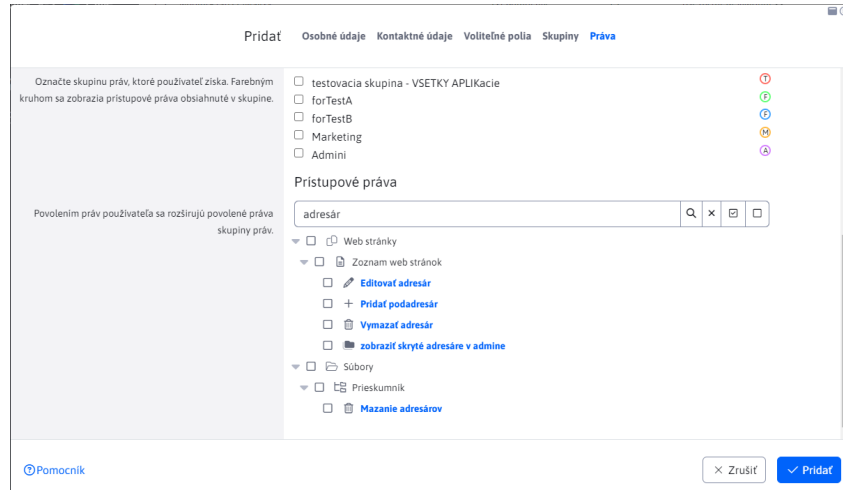 Pridať
Osobné údaje Kontaktné údaje Voliteľné polia Skupiny Práva
Označte skupinu práv, ktoré používateľ získa. Farebným
kruhom sa zobrazia prístupové práva obsiahnuté v skupine.
testovacia skupina - VSETKY APLIKacie T
forTestA F
forTestB F
Marketing M
Admini A
Prístupové práva
Povolením práv používateľa sa rozširujú povolené práva
skupiny práv.
adresár
Web stránky
Zoznam web stránok
Editovať adresár
Pridať podadresár
Vymazať adresár
zobraziť skryté adresáre v admine
Súbory
Prieskumník
Mazanie adresárov
Pomocník
Zrušiť
Pridať